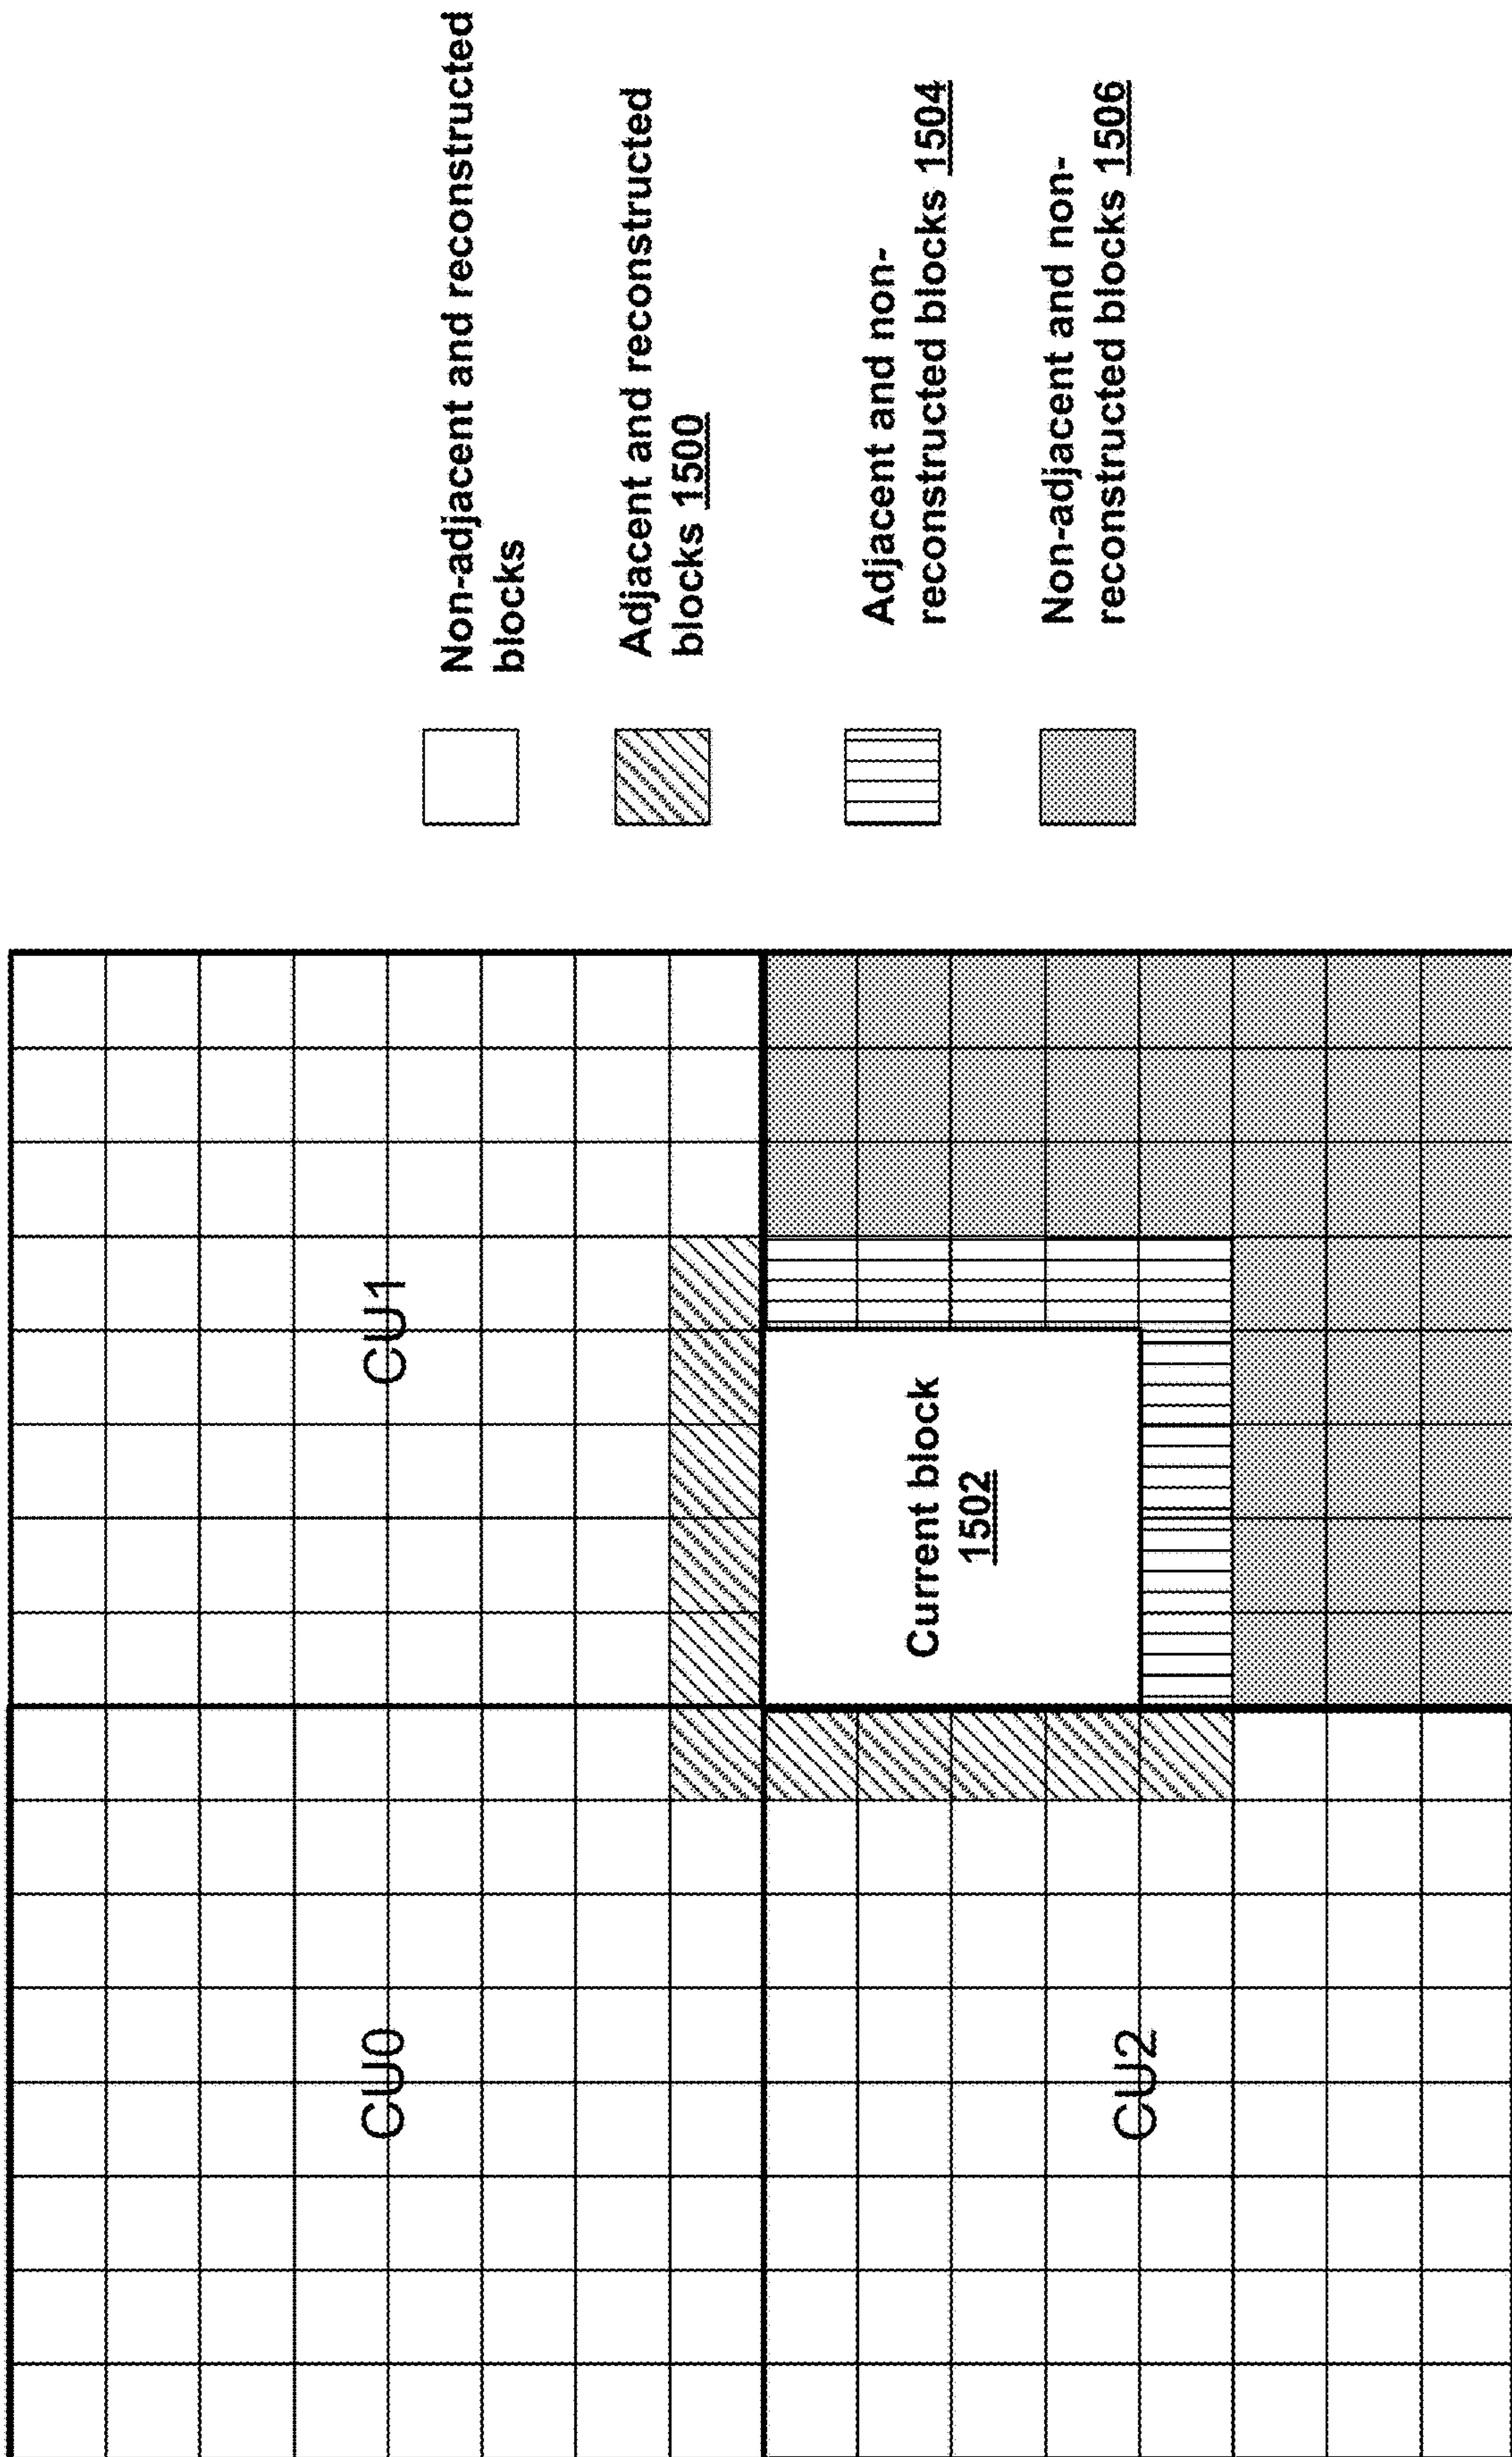 CU0
CU1
CU2
Current block
1502
Non-adjacent and reconstructed
blocks
Adjacent and reconstructed
blocks 1500
Adjacent and non-
reconstructed blocks 1504
Non-adjacent and non-
reconstructed blocks 1506